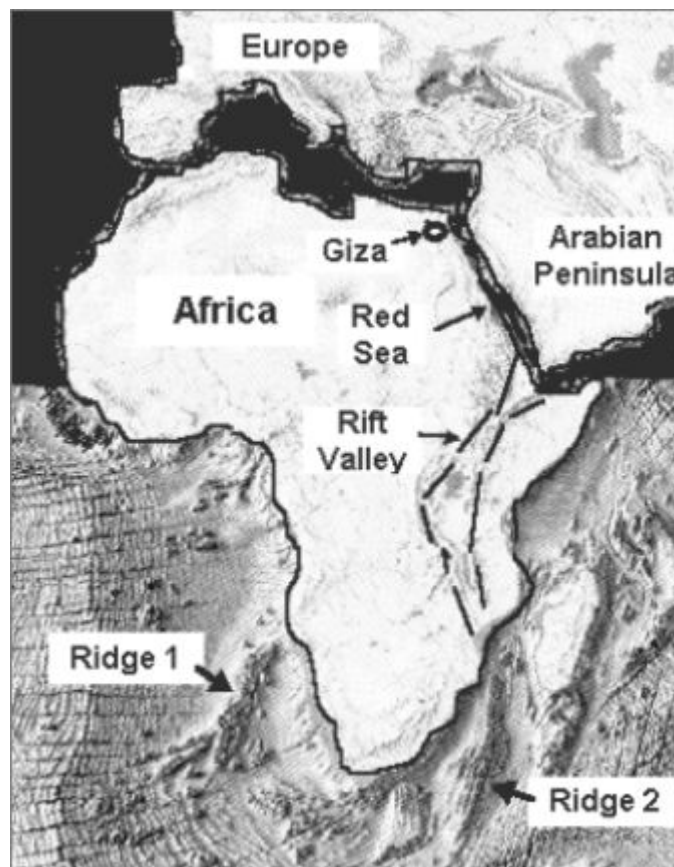 Europe
Giza
Arabian
Peninsula
Africa
Red
Sea
Rift
Valley
Ridge 1
Ridge 2